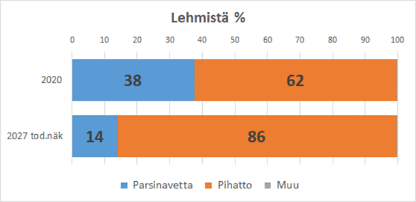 Lehmistä %
0 10 20 30 40 50 60 70 80 90 100
2020 38 62
2027 tod.näk 14 86
Parsinavetta Pihatto Muu